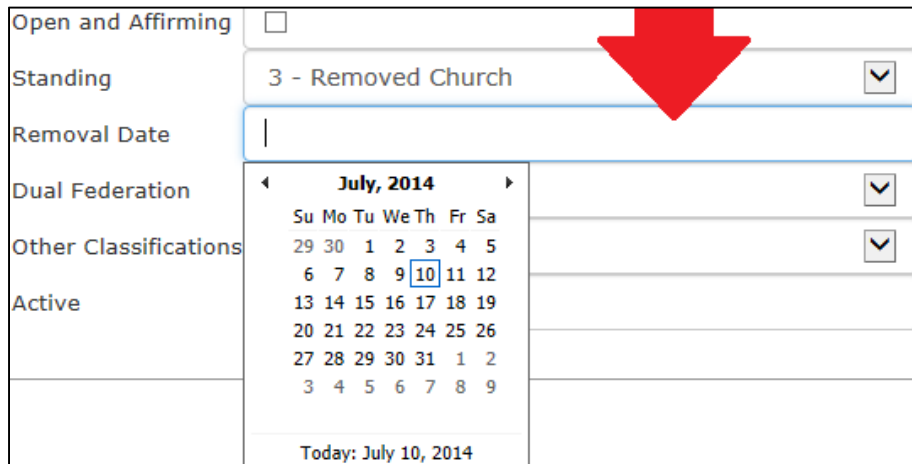 Open and Affirming
Standing 3 - Removed Church
Removal Date
Dual Federation
Other Classifications
Active
July, 2014
Su Mo Tu We Th Fr Sa
29 30 1 2 3 4 5
6 7 8 9 10 11 12
13 14 15 16 17 18 19
20 21 22 23 24 25 26
27 28 29 30 31 1 2
3 4 5 6 7 8 9
Today: July 10, 2014